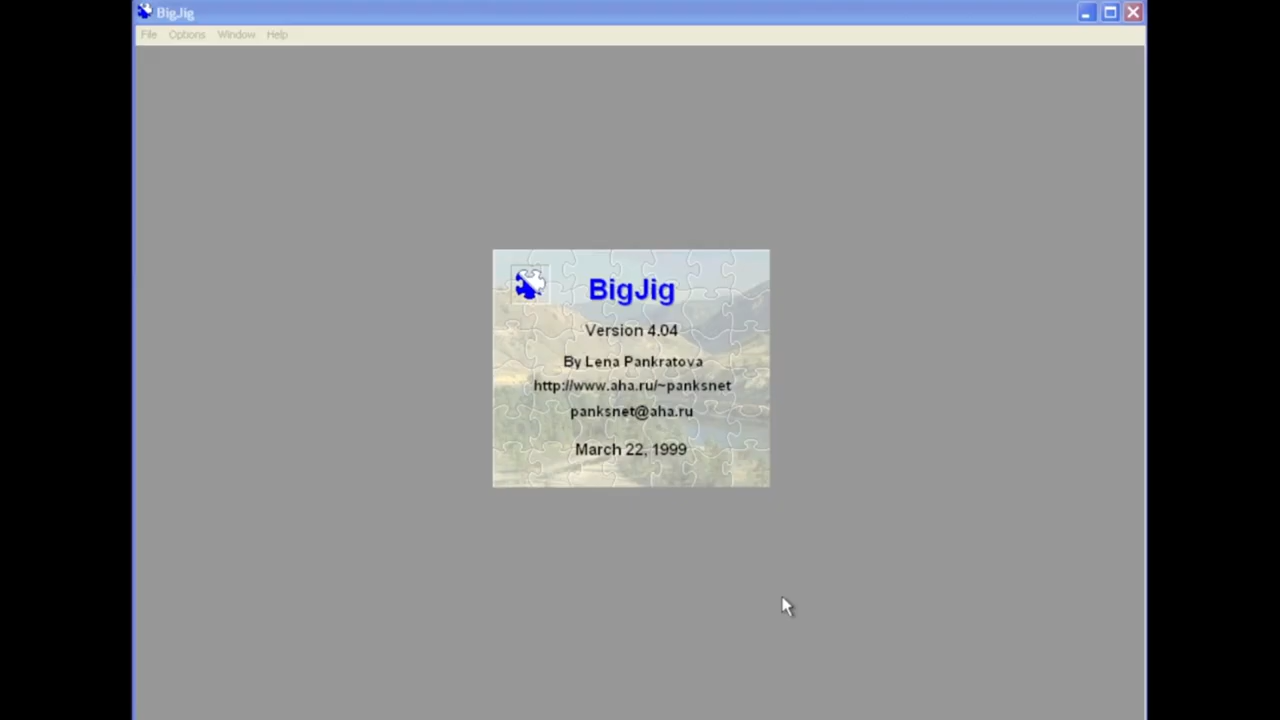 BigJig
File Options Window Help
BigJig
Version 4.04
By Lena Pankratova
http://www.aha.ru/~panksnet
panksnet@aha.ru
March 22, 1999